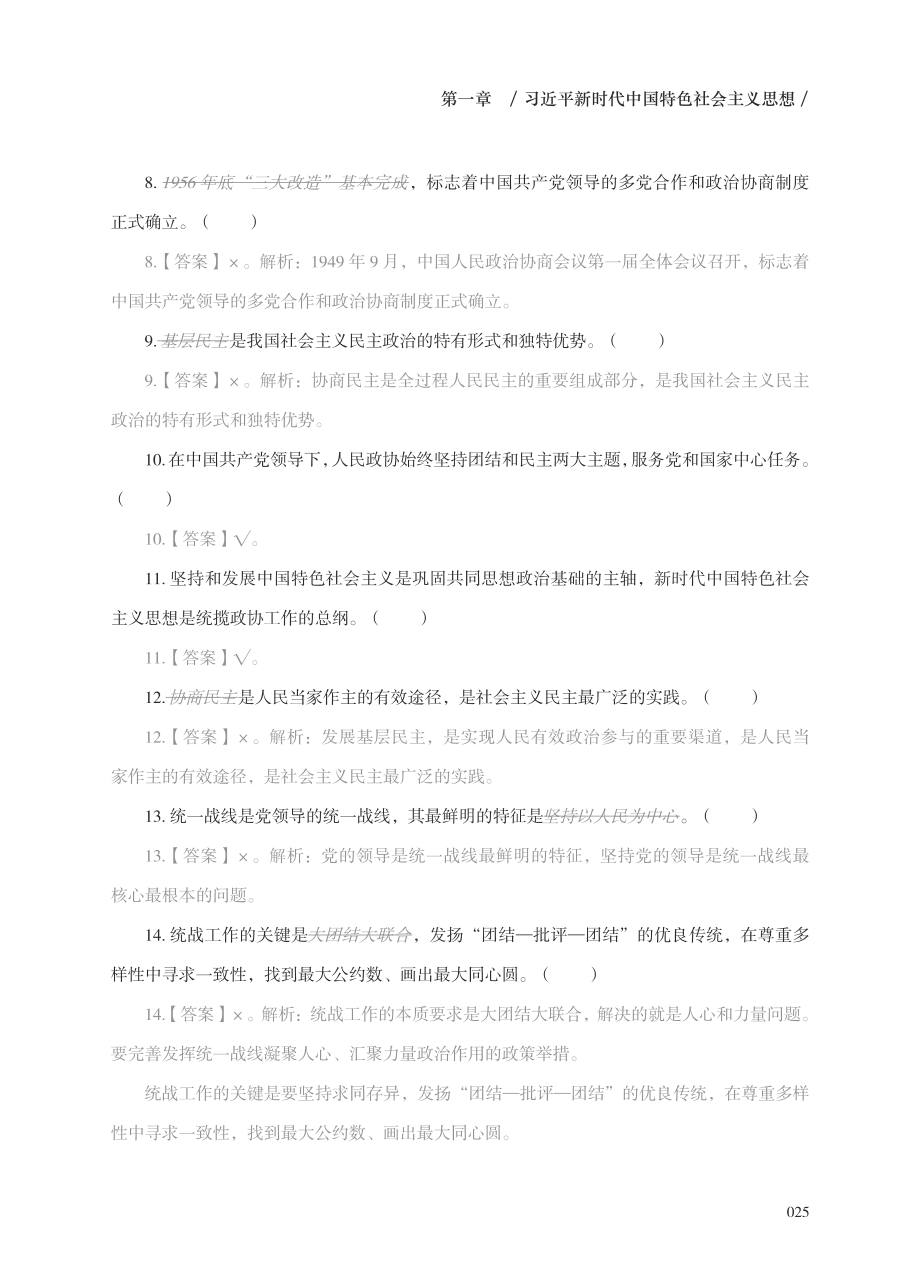 第一章 / 习近平新时代中国特色社会主义思想 /
8. 1956 年底“三大改造”基本完成，标志着中国共产党领导的多党合作和政治协商制度
正式确立。（　　）
8.【答案】×。解析：1949 年 9 月，中国人民政治协商会议第一届全体会议召开，标志着
中国共产党领导的多党合作和政治协商制度正式确立。
9. 基层民主是我国社会主义民主政治的特有形式和独特优势。（　　）
9.【答案】×。解析：协商民主是全过程人民民主的重要组成部分，是我国社会主义民主
政治的特有形式和独特优势。
10. 在中国共产党领导下，人民政协始终坚持团结和民主两大主题，服务党和国家中心任务。
（　　）
10.【答案】√。
11. 坚持和发展中国特色社会主义是巩固共同思想政治基础的主轴，新时代中国特色社会
主义思想是统揽政协工作的总纲。（　　）
11.【答案】√。
12. 协商民主是人民当家作主的有效途径，是社会主义民主最广泛的实践。（　　）
12.【答案】×。解析：发展基层民主，是实现人民有效政治参与的重要渠道，是人民当
家作主的有效途径，是社会主义民主最广泛的实践。
13. 统一战线是党领导的统一战线，其最鲜明的特征是坚持以人民为中心。（　　）
13.【答案】×。解析：党的领导是统一战线最鲜明的特征，坚持党的领导是统一战线最
核心最根本的问题。
14. 统战工作的关键是大团结大联合，发扬“团结—批评—团结”的优良传统，在尊重多
样性中寻求一致性，找到最大公约数、画出最大同心圆。（　　）
14.【答案】×。解析：统战工作的本质要求是大团结大联合，解决的就是人心和力量问题。
要完善发挥统一战线凝聚人心、汇聚力量政治作用的政策举措。
统战工作的关键是要坚持求同存异，发扬“团结—批评—团结”的优良传统，在尊重多样
性中寻求一致性，找到最大公约数、画出最大同心圆。
025